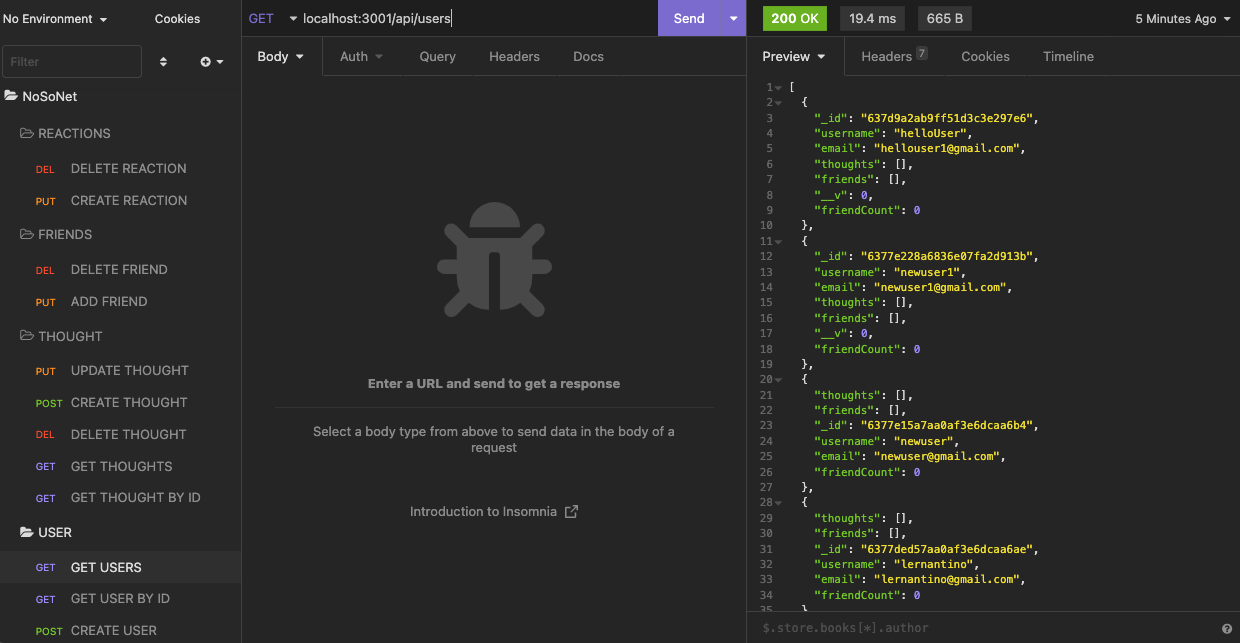 No Environment
Cookies
Filter
NoSoNet
REACTIONS
DEL DELETE REACTION
PUT CREATE REACTION
FRIENDS
DEL DELETE FRIEND
PUT ADD FRIEND
THOUGHT
PUT UPDATE THOUGHT
POST CREATE THOUGHT
DEL DELETE THOUGHT
GET GET THOUGHTS
GET GET THOUGHT BY ID
USER
GET GET USERS
GET GET USER BY ID
POST CREATE USER
GET localhost:3001/api/users Send
Body Auth Query Headers Docs
Enter a URL and send to get a response
Select a body type from above to send data in the body of a
request
Introduction to Insomnia
200 OK 19.4 ms 665 B 5 Minutes Ago
Preview Headers 7 Cookies Timeline
1 [
2 {
3 "_id": "637d9a2ab9ff51d3c3e297e6",
4 "username": "helloUser",
5 "email": "hellouser1@gmail.com",
6 "thoughts": [],
7 "friends": [],
8 "__v": 0,
9 "friendCount": 0
10 },
11 {
12 "_id": "6377e228a6836e07fa2d913b",
13 "username": "newuser1",
14 "email": "newuser1@gmail.com",
15 "thoughts": [],
16 "friends": [],
17 "__v": 0,
18 "friendCount": 0
19 },
20 {
21 "thoughts": [],
22 "friends": [],
23 "_id": "6377e15a7aa0af3e6dcaa6b4",
24 "username": "newuser",
25 "email": "newuser@gmail.com",
26 "friendCount": 0
27 },
28 {
29 "thoughts": [],
30 "friends": [],
31 "_id": "6377ded57aa0af3e6dcaa6ae",
32 "username": "lernantino",
33 "email": "lernantino@gmail.com",
34 "friendCount": 0
35 }
$.store.books[*].author